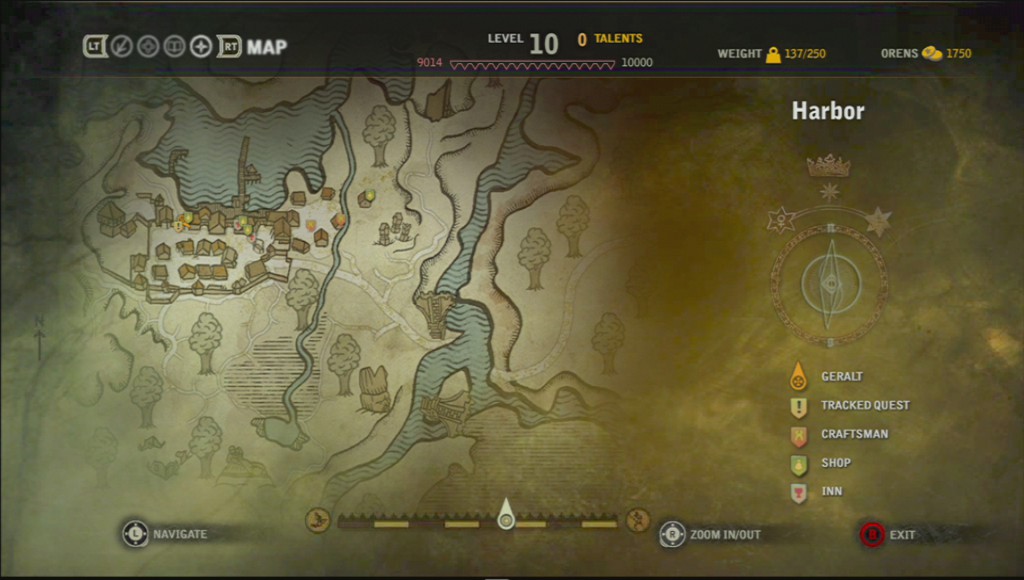 LT RT MAP
LEVEL 10 0 TALENTS
9014 10000
WEIGHT 137/250
ORENS 1750
Harbor
N
GERALT
TRACKED QUEST
CRAFTSMAN
SHOP
INN
L NAVIGATE
R ZOOM IN/OUT
B EXIT